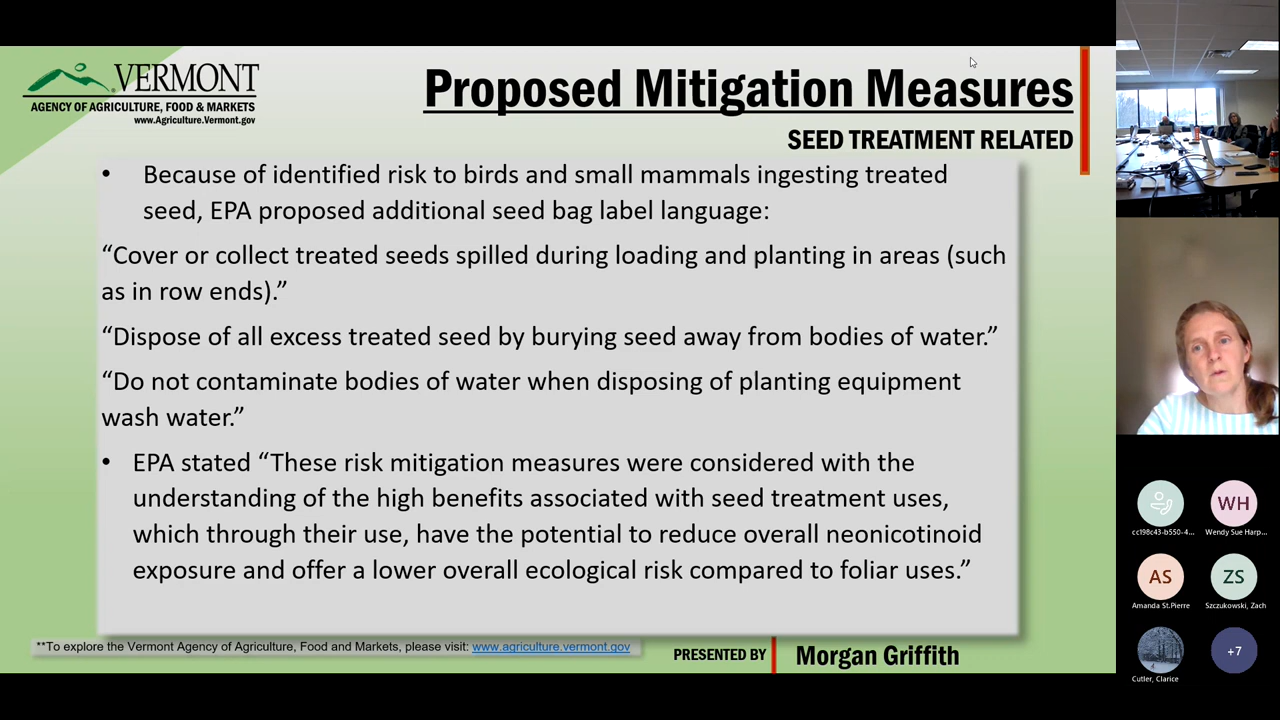 VERMONT
AGENCY OF AGRICULTURE, FOOD & MARKETS
www.Agriculture.Vermont.gov
Proposed Mitigation Measures
SEED TREATMENT RELATED
• Because of identified risk to birds and small mammals ingesting treated
seed, EPA proposed additional seed bag label language:
“Cover or collect treated seeds spilled during loading and planting in areas (such
as in row ends).”
“Dispose of all excess treated seed by burying seed away from bodies of water.”
“Do not contaminate bodies of water when disposing of planting equipment
wash water.”
• EPA stated “These risk mitigation measures were considered with the
understanding of the high benefits associated with seed treatment uses,
which through their use, have the potential to reduce overall neonicotinoid
exposure and offer a lower overall ecological risk compared to foliar uses.”
**To explore the Vermont Agency of Agriculture, Food and Markets, please visit: www.agriculture.vermont.gov
PRESENTED BY
Morgan Griffith
cc198c43-b550-4...
WH
Wendy Sue Harp...
AS
Amanda St.Pierre
ZS
Szczukowski, Zach
Cutler, Clarice
+7